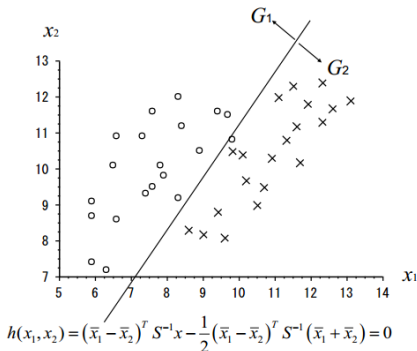 G₁
G₂
x₂
13
12
11
10
9
8
7
5 6 7 8 9 10 11 12 13 14
x₁
h(x₁, x₂) = (x̄₁ − x̄₂)ᵀ S⁻¹x − ½(x̄₁ − x̄₂)ᵀ S⁻¹(x̄₁ + x̄₂) = 0